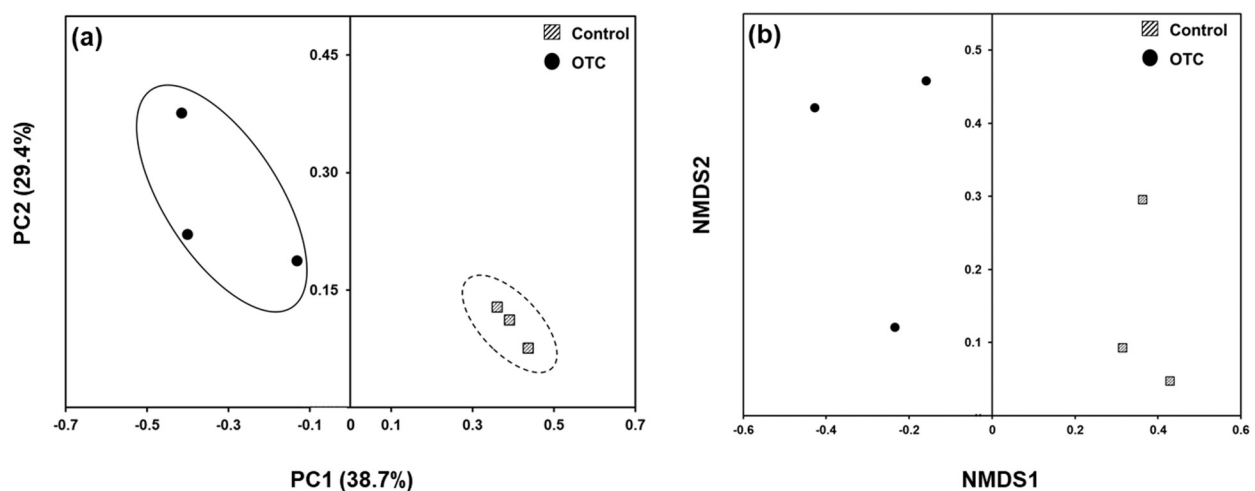 (a)
Control
OTC
0.45
0.30
0.15
PC2 (29.4%)
-0.7 -0.5 -0.3 -0.1 0 0.1 0.3 0.5 0.7
PC1 (38.7%)
(b)
Control
OTC
0.5
0.4
0.3
0.2
0.1
NMDS2
-0.6 -0.4 -0.2 0 0.2 0.4 0.6
NMDS1